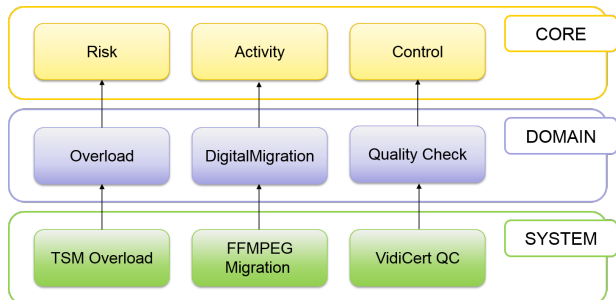 Risk
Activity
Control
CORE
Overload
DigitalMigration
Quality Check
DOMAIN
TSM Overload
FFMPEG
Migration
VidiCert QC
SYSTEM